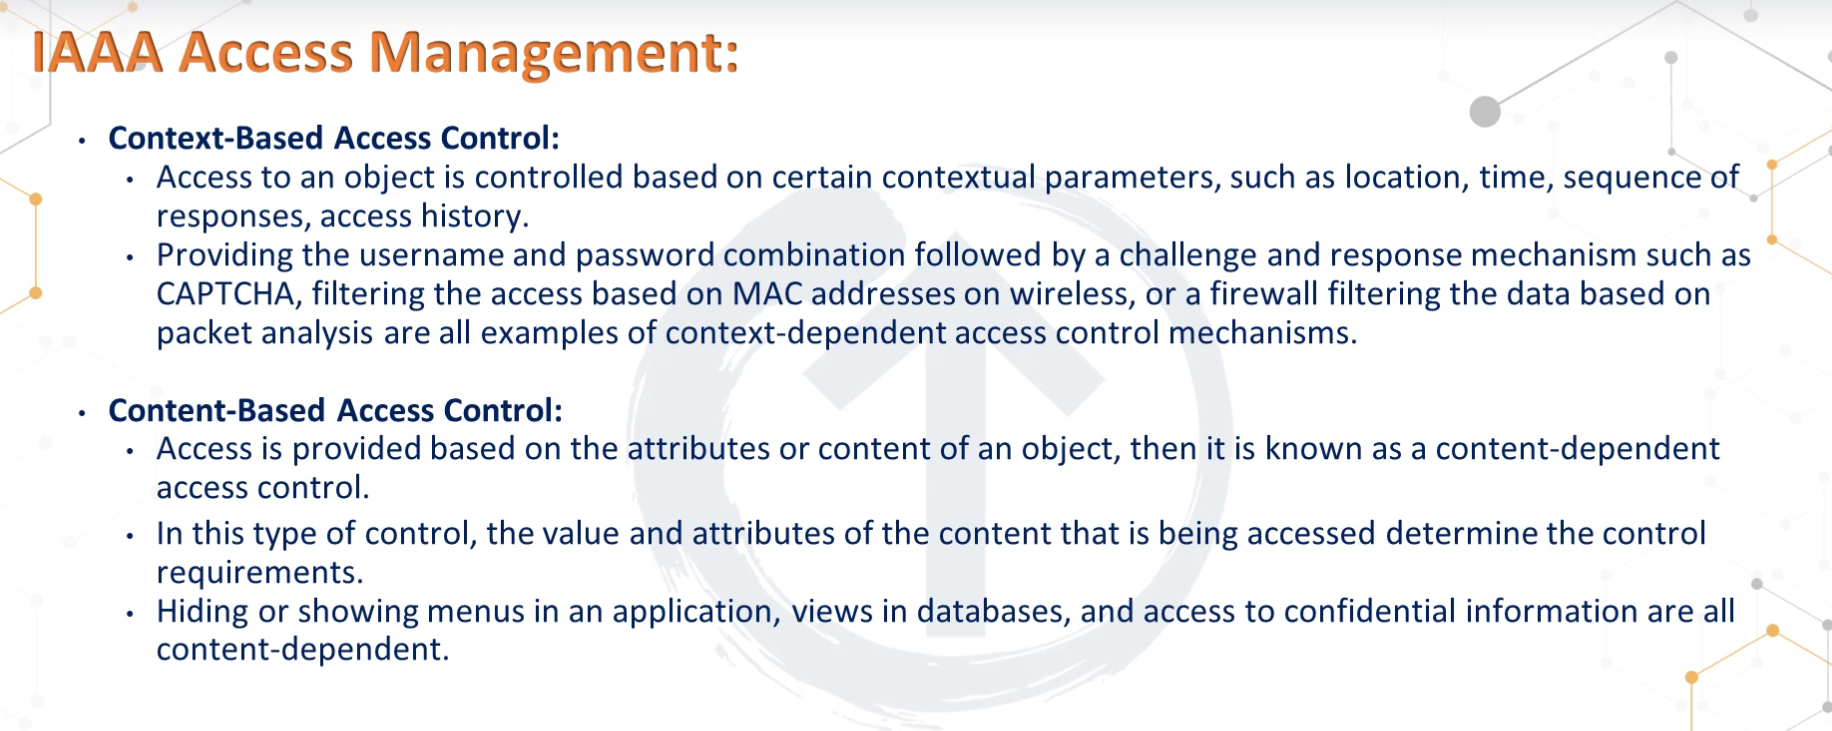 IAAA Access Management:
• Context-Based Access Control:
• Access to an object is controlled based on certain contextual parameters, such as location, time, sequence of
responses, access history.
• Providing the username and password combination followed by a challenge and response mechanism such as
CAPTCHA, filtering the access based on MAC addresses on wireless, or a firewall filtering the data based on
packet analysis are all examples of context-dependent access control mechanisms.
• Content-Based Access Control:
• Access is provided based on the attributes or content of an object, then it is known as a content-dependent
access control.
• In this type of control, the value and attributes of the content that is being accessed determine the control
requirements.
• Hiding or showing menus in an application, views in databases, and access to confidential information are all
content-dependent.